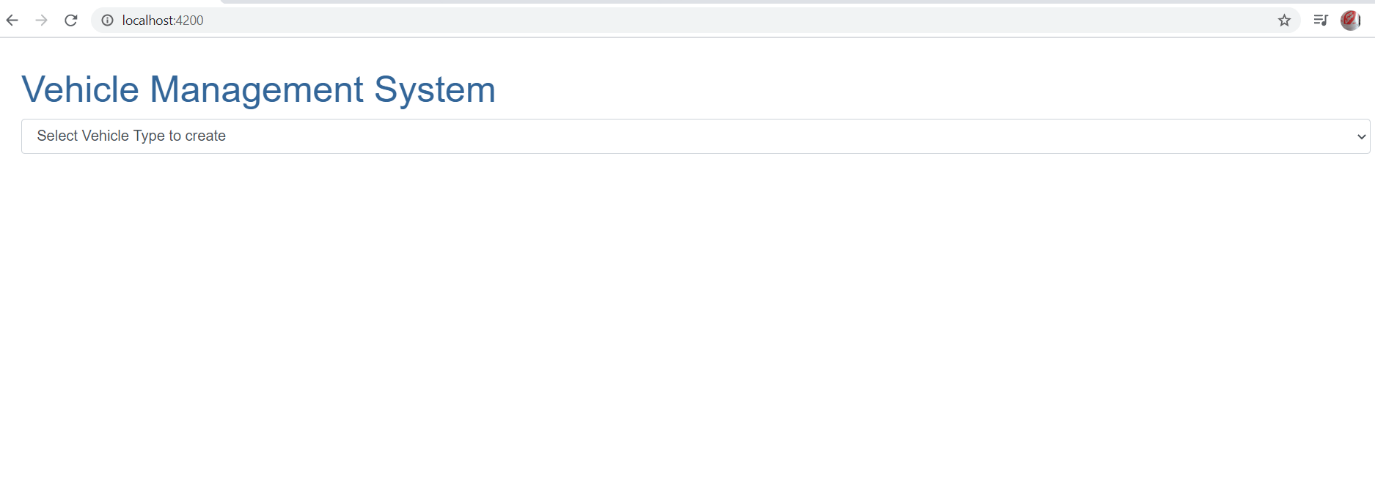 localhost:4200
Vehicle Management System
Select Vehicle Type to create